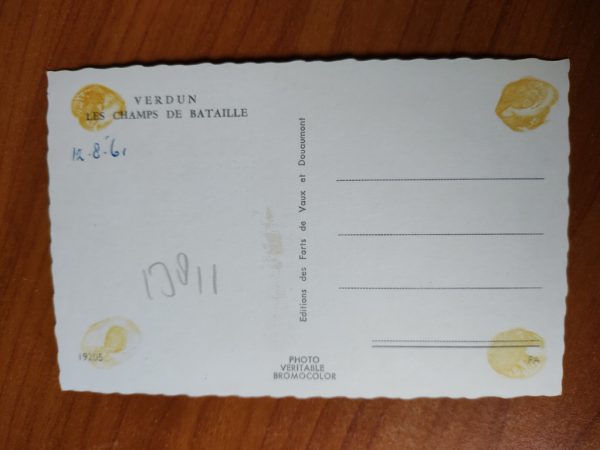 VERDUN
LES CHAMPS DE BATAILLE
12-8-61
Editions des Forts de Vaux et Douaumont
19205
PHOTO
VERITABLE
BROMOCOLOR
PA